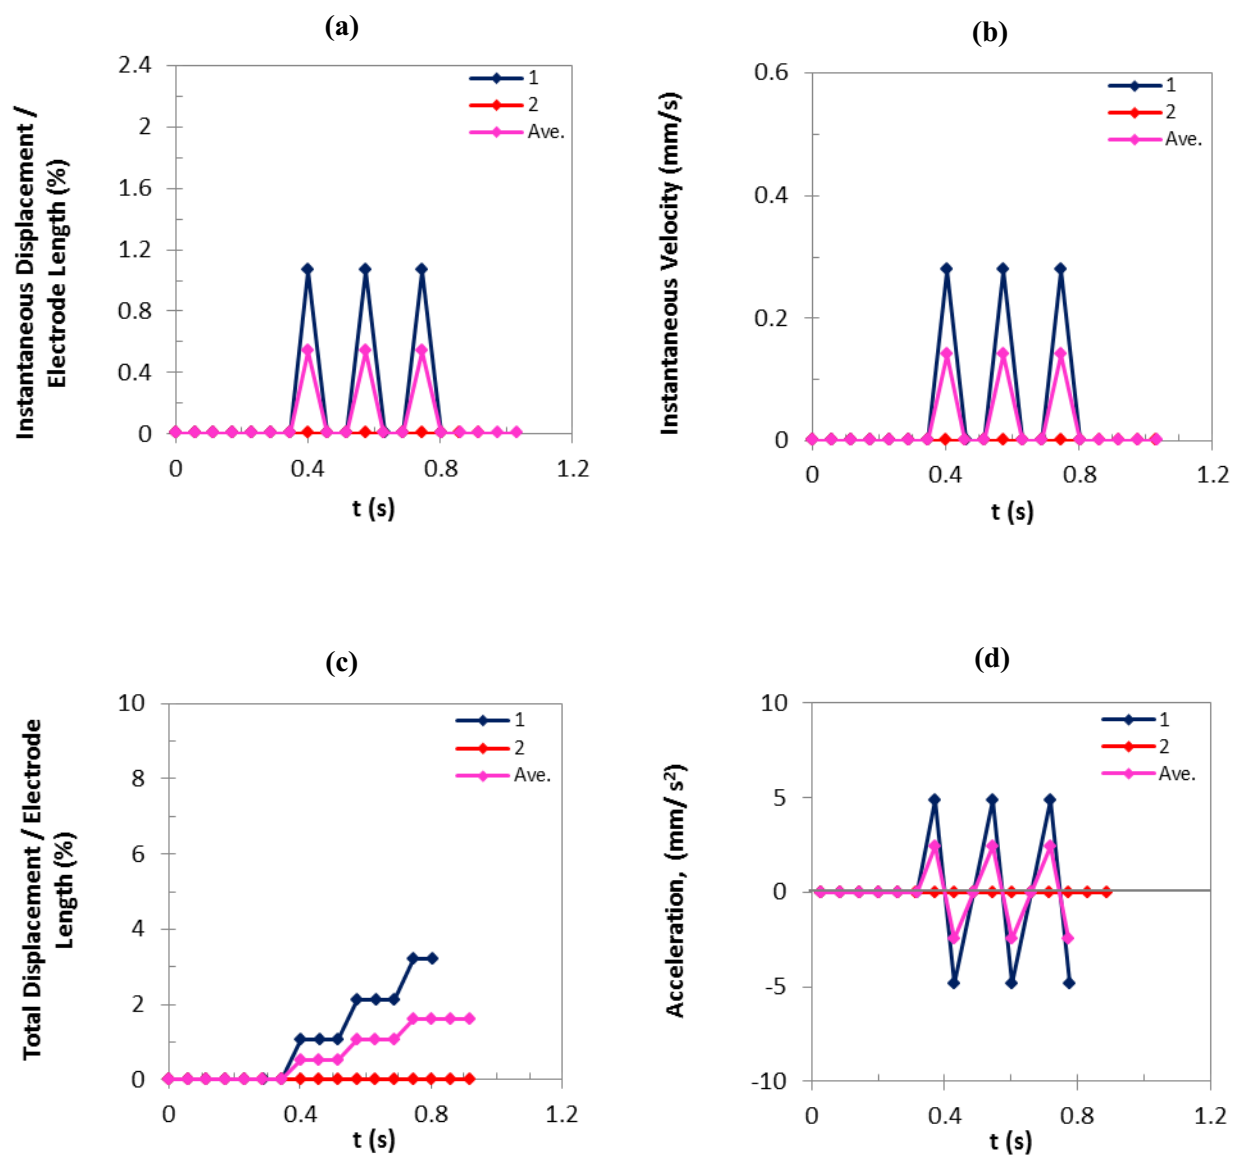 (a)
Instantaneous Displacement /
Electrode Length (%)
2.4
2
1.6
1.2
0.8
0.4
0
0
0.4
0.8
1.2
t (s)
1
2
Ave.
(b)
Instantaneous Velocity (mm/s)
0.6
0.4
0.2
0
0
0.4
0.8
1.2
t (s)
1
2
Ave.
(c)
Total Displacement / Electrode
Length (%)
10
8
6
4
2
0
0
0.4
0.8
1.2
t (s)
1
2
Ave.
(d)
Acceleration, (mm/ s²)
10
5
0
-5
-10
0
0.4
0.8
1.2
t (s)
1
2
Ave.